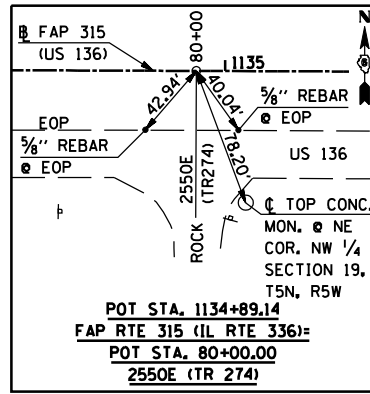 N
80+00
℄ FAP 315
(US 136)
1135
42.94'
40.04'
5/8" REBAR
@ EOP
EOP
5/8" REBAR
@ EOP
78.20'
US 136
2550E
(TR274)
ROCK
℄ TOP CONC.
MON. @ NE
COR. NW 1/4
SECTION 19,
T5N, R5W
POT STA. 1134+89.14
FAP RTE 315 (IL RTE 336)=
POT STA. 80+00.00
2550E (TR 274)